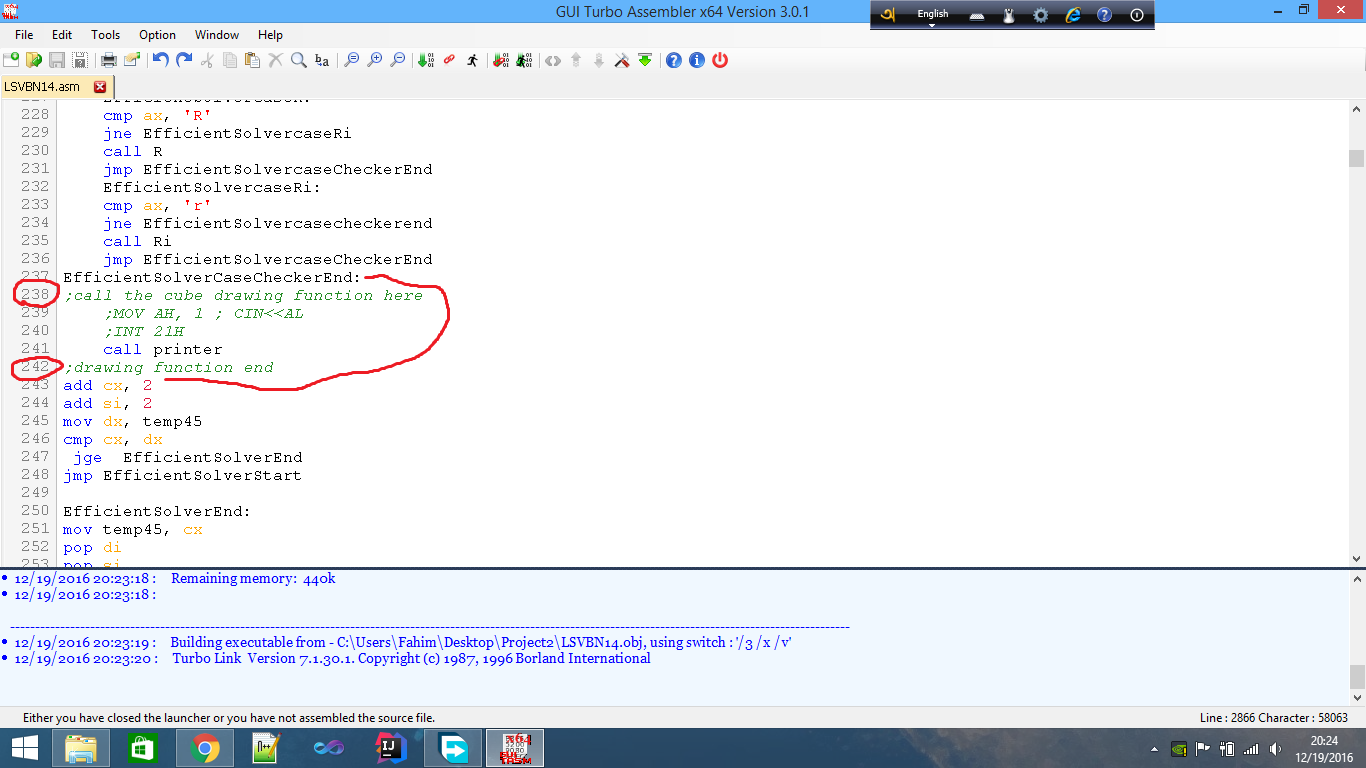 GUI Turbo Assembler x64 Version 3.0.1
English
File Edit Tools Option Window Help
LSVBN14.asm
228 cmp ax, 'R'
229 jne EfficientSolvercaseRi
230 call R
231 jmp EfficientSolvercaseCheckerEnd
232 EfficientSolvercaseRi:
233 cmp ax, 'r'
234 jne EfficientSolvercasecheckerend
235 call Ri
236 jmp EfficientSolvercaseCheckerEnd
237 EfficientSolverCaseCheckerEnd:
238 ;call the cube drawing function here
239 ;MOV AH, 1 ; CIN<<AL
240 ;INT 21H
241 call printer
242 ;drawing function end
243 add cx, 2
244 add si, 2
245 mov dx, temp45
246 cmp cx, dx
247 jge EfficientSolverEnd
248 jmp EfficientSolverStart
249
250 EfficientSolverEnd:
251 mov temp45, cx
252 pop di
253 pop si
12/19/2016 20:23:18 : Remaining memory: 440k
12/19/2016 20:23:18 :
12/19/2016 20:23:19 : Building executable from - C:\Users\Fahim\Desktop\Project2\LSVBN14.obj, using switch : '/3 /x /v'
12/19/2016 20:23:20 : Turbo Link Version 7.1.30.1. Copyright (c) 1987, 1996 Borland International
Either you have closed the launcher or you have not assembled the source file. Line : 2866 Character : 58063
20:24
12/19/2016